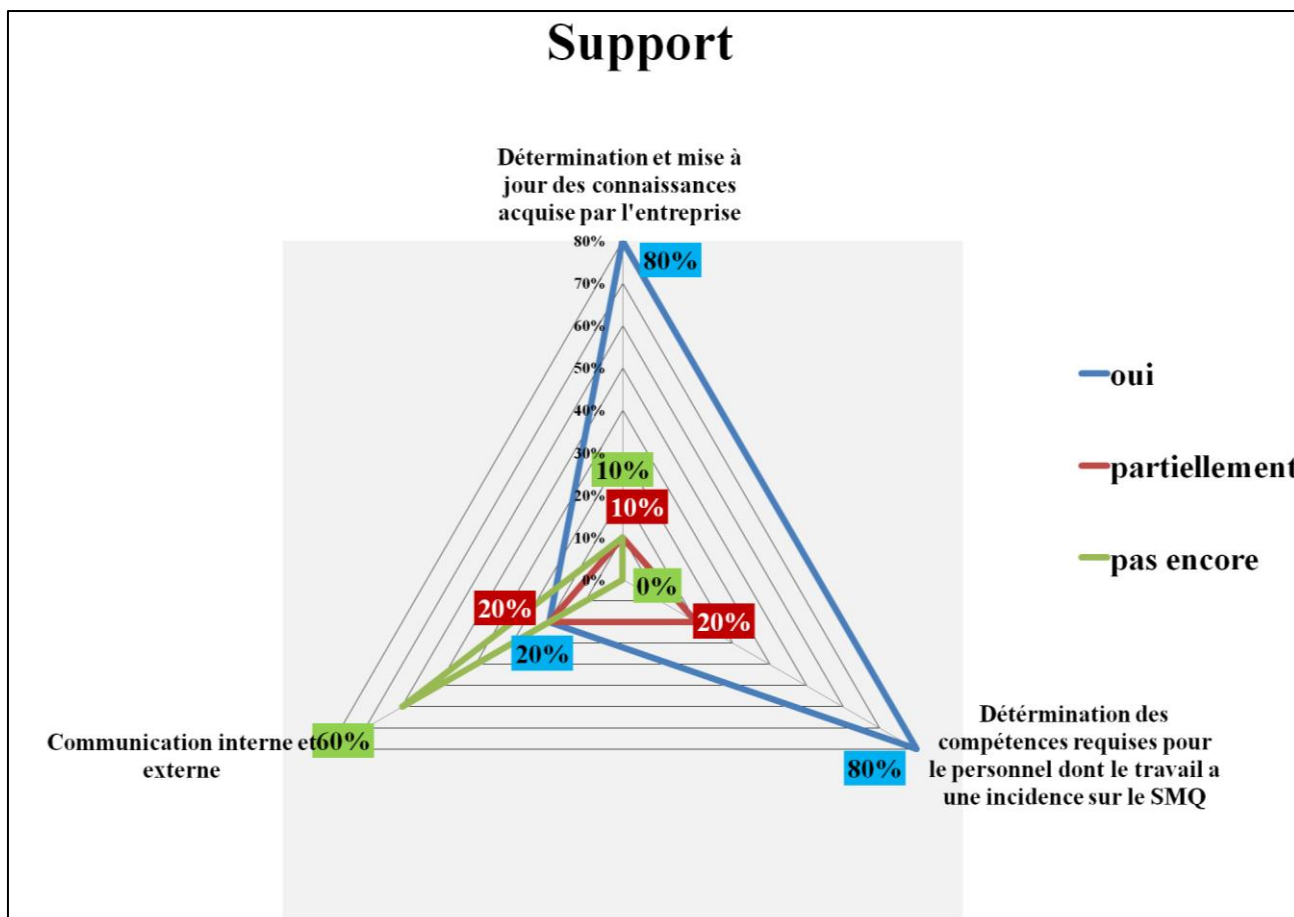 Support
Détermination et mise à
jour des connaissances
acquise par l'entreprise
80%
80%
70%
60%
50%
40%
30%
10%
20%
10%
10%
0%
0%
20%
20%
20%
oui
partiellement
pas encore
Communication interne et
externe
60%
80%
Détérmination des
compétences requises pour
le personnel dont le travail a
une incidence sur le SMQ